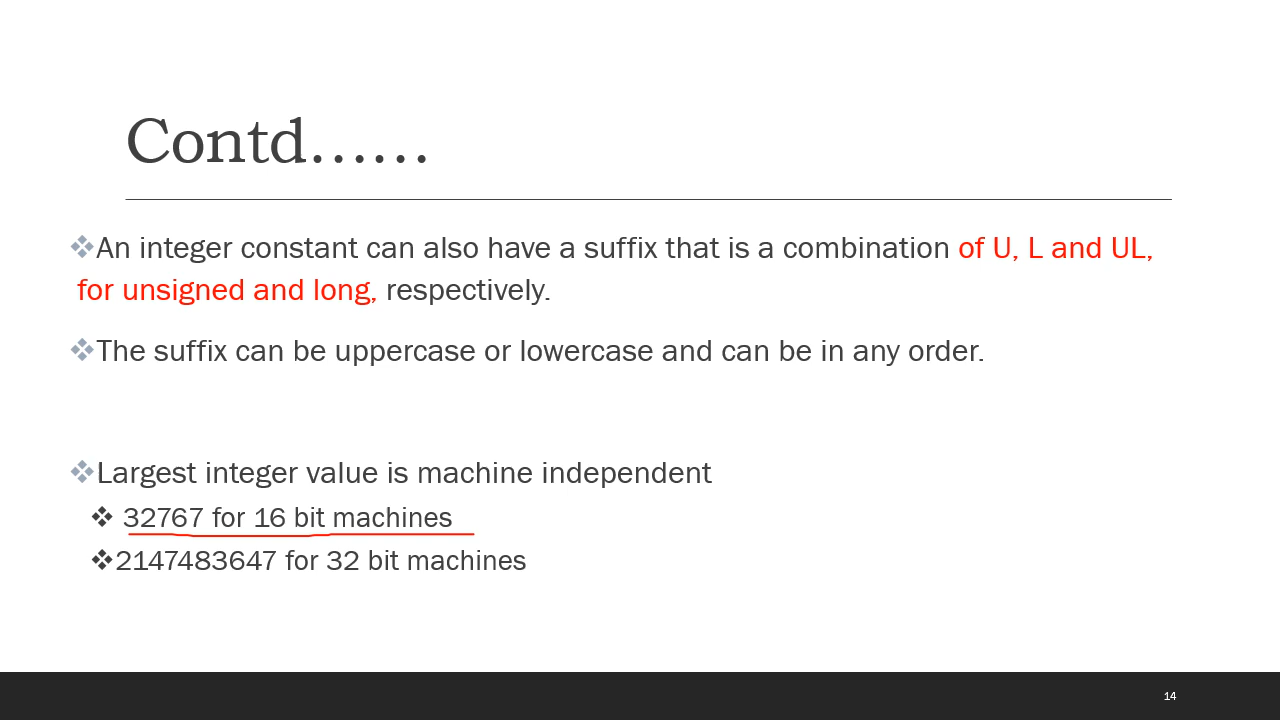 Contd......
❖An integer constant can also have a suffix that is a combination of U, L and UL,
for unsigned and long, respectively.
❖The suffix can be uppercase or lowercase and can be in any order.
❖Largest integer value is machine independent
❖ 32767 for 16 bit machines
❖2147483647 for 32 bit machines
14